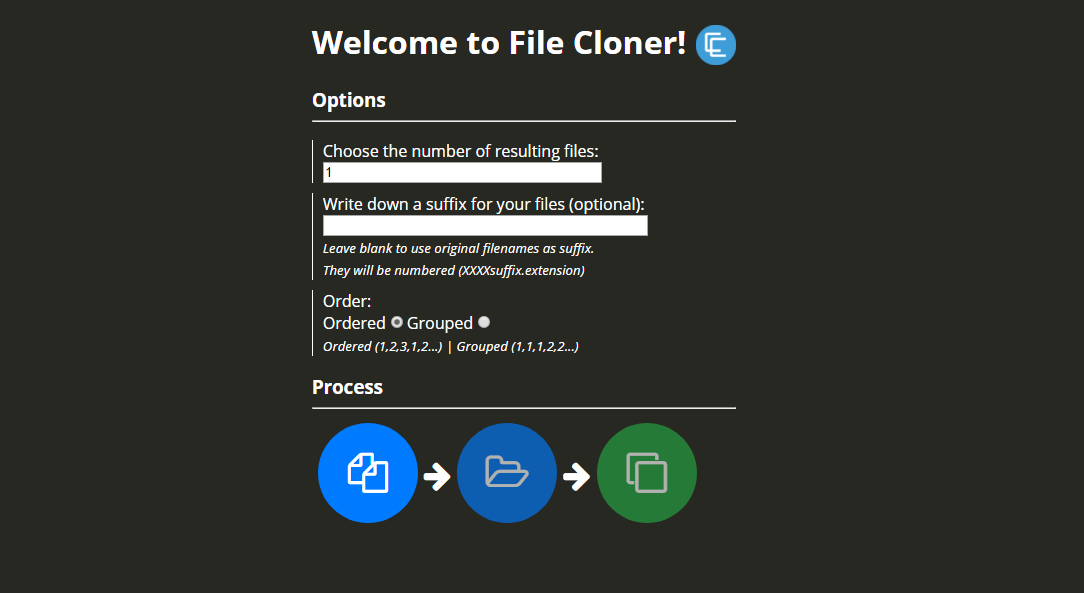 Welcome to File Cloner!
Options
Choose the number of resulting files:
1
Write down a suffix for your files (optional):
Leave blank to use original filenames as suffix.
They will be numbered (XXXXsuffix.extension)
Order:
Ordered Grouped
Ordered (1,2,3,1,2...) | Grouped (1,1,1,2,2...)
Process